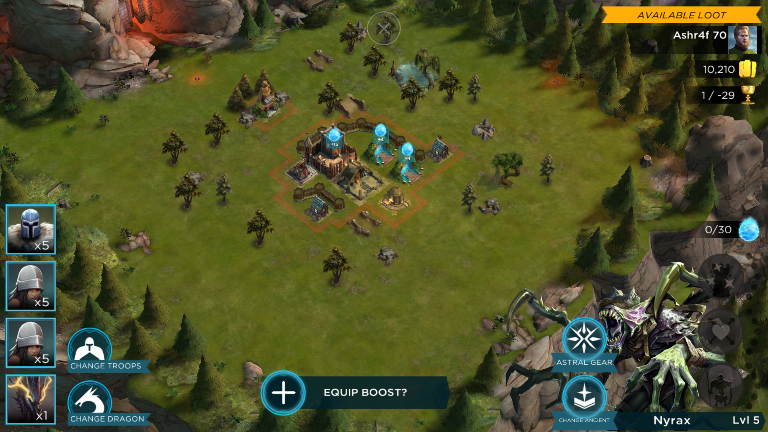 AVAILABLE LOOT
Ashr4f 70
10,210
1 / -29
0/30
x5
x5
x5
x1
CHANGE TROOPS
CHANGE DRAGON
EQUIP BOOST?
ASTRAL GEAR
CHANGE ANCIENT
Nyrax Lvl 5